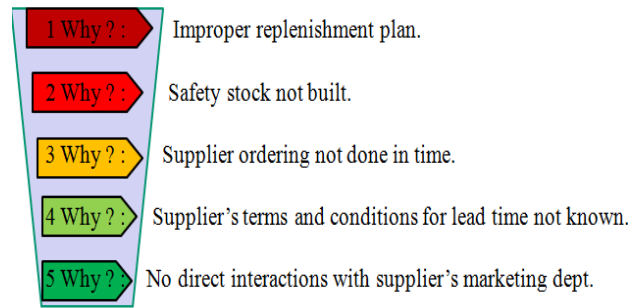 1 Why ? : Improper replenishment plan.
2 Why ? : Safety stock not built.
3 Why ? : Supplier ordering not done in time.
4 Why ? : Supplier's terms and conditions for lead time not known.
5 Why ? : No direct interactions with supplier's marketing dept.